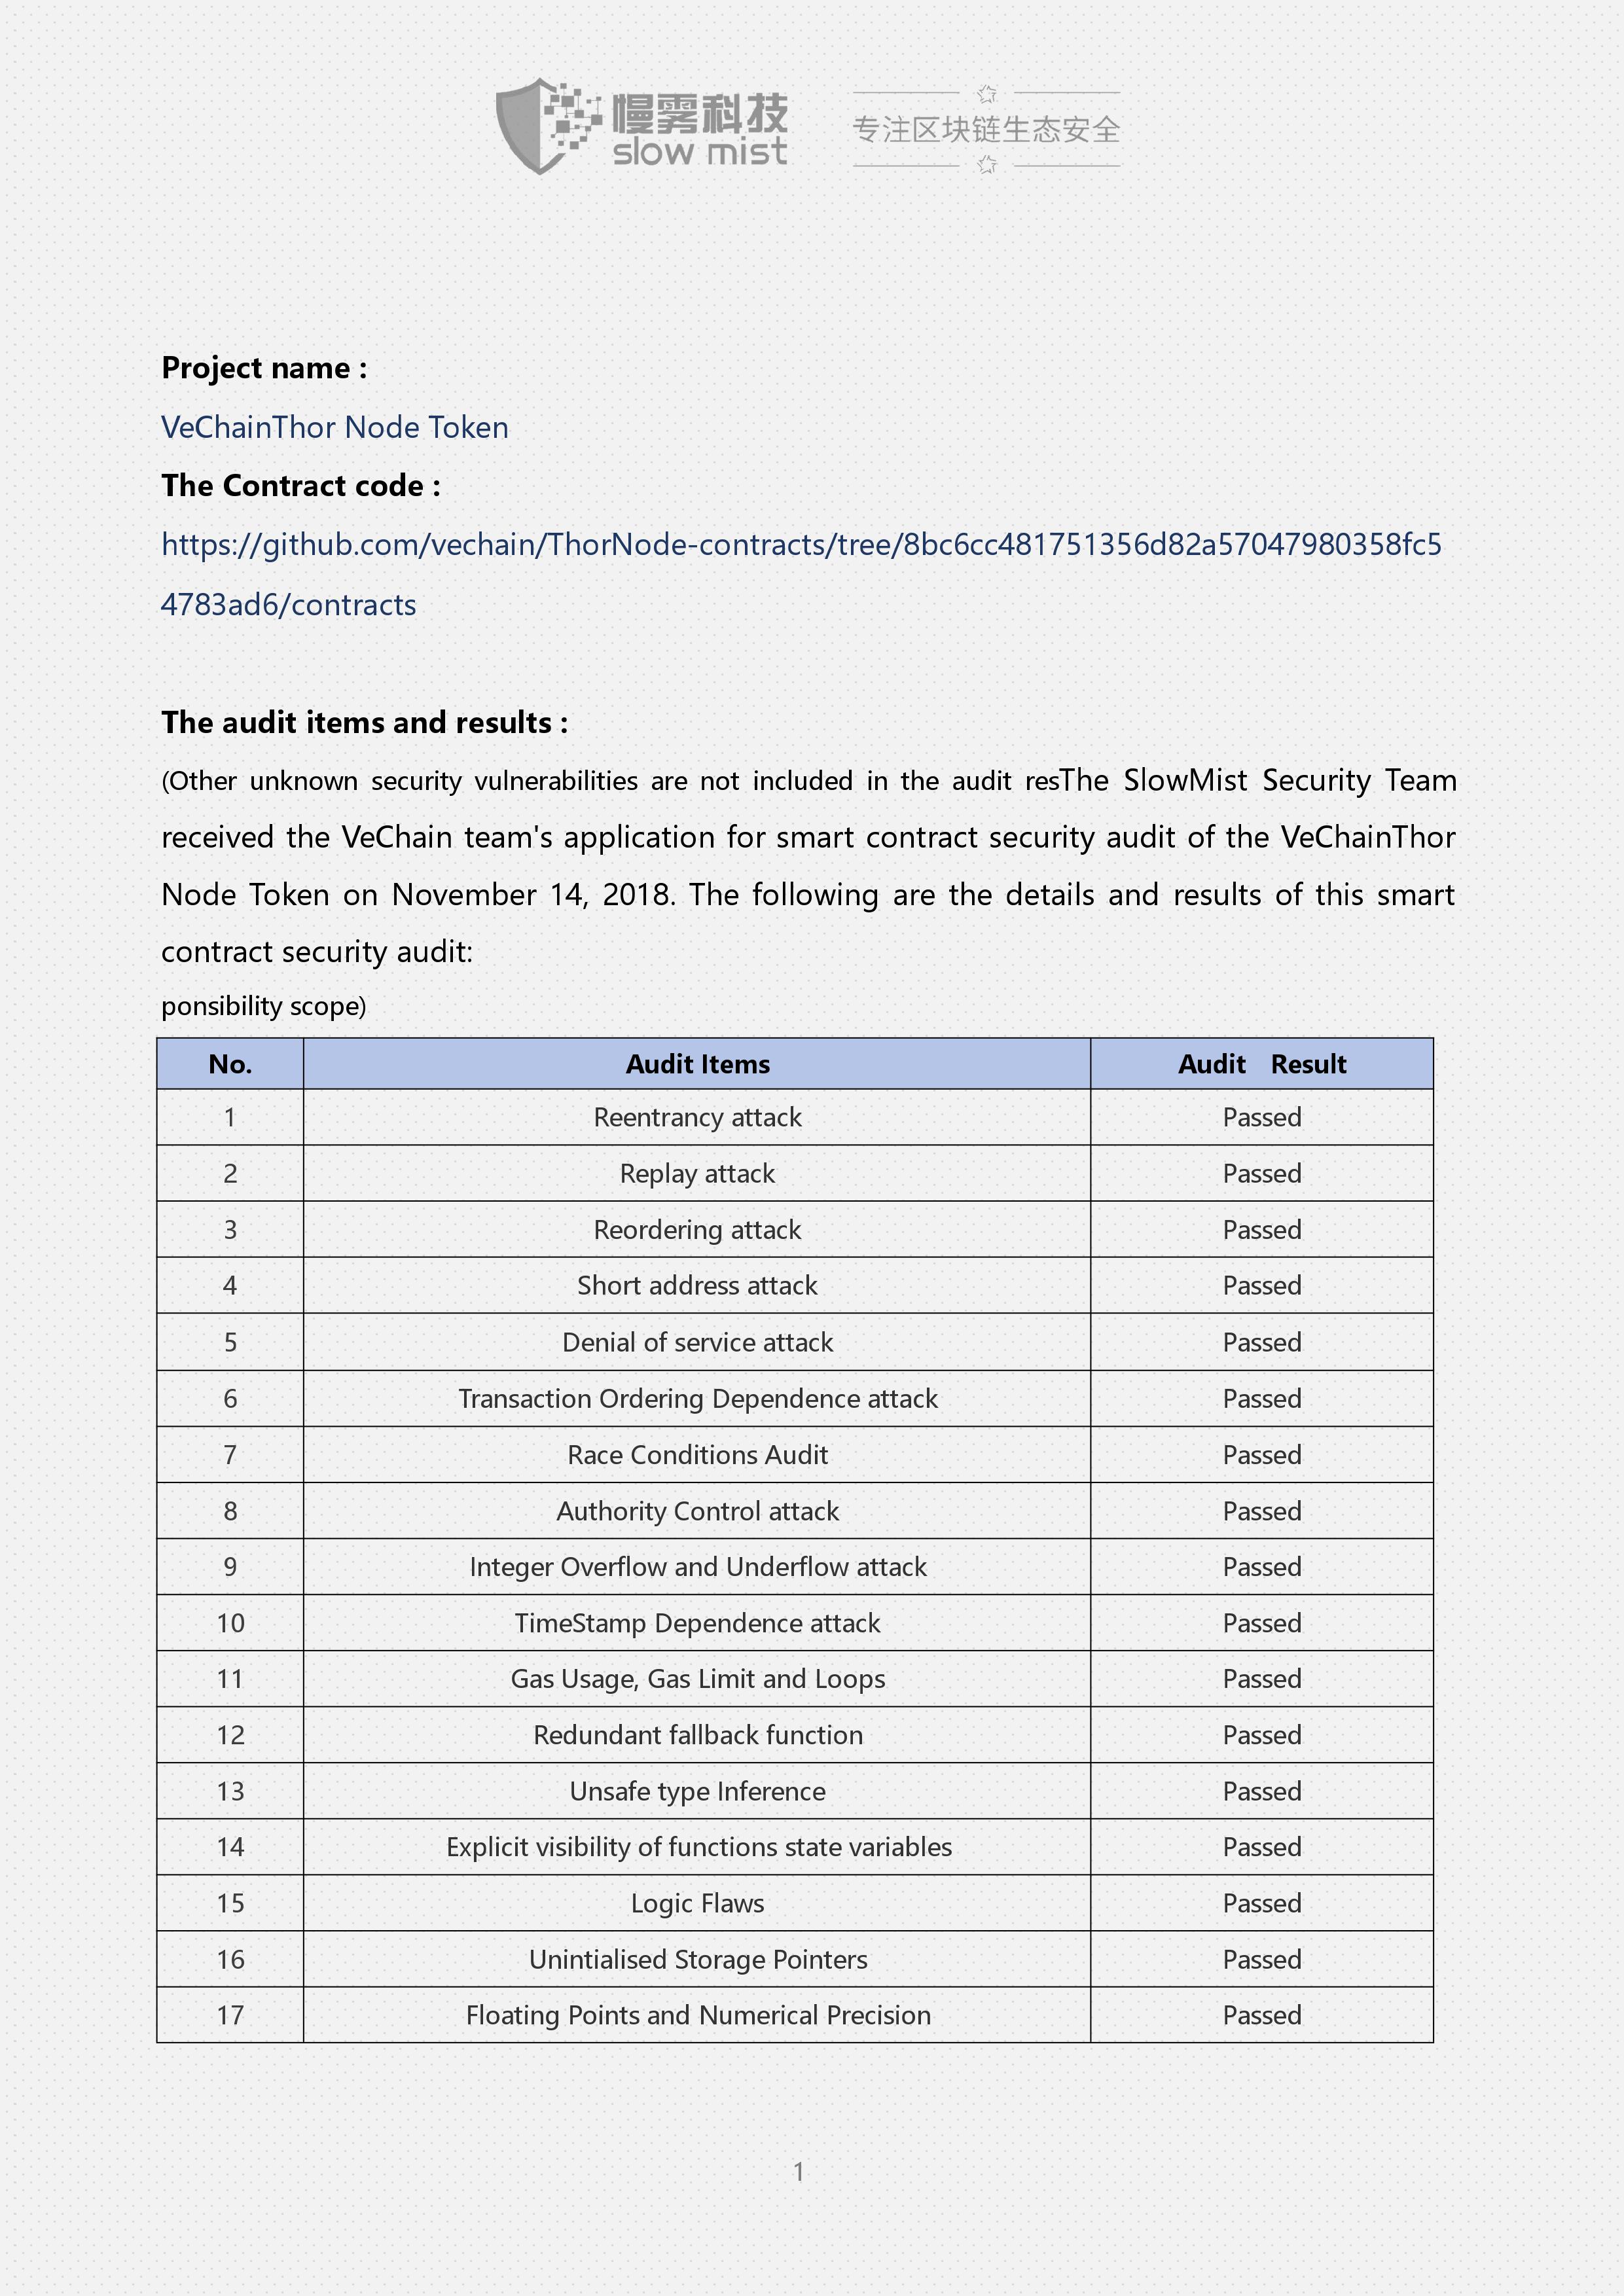 慢雾科技
slow mist
专注区块链生态安全
Project name :
VeChainThor Node Token
The Contract code :
https://github.com/vechain/ThorNode-contracts/tree/8bc6cc481751356d82a57047980358fc5
4783ad6/contracts
The audit items and results :
(Other unknown security vulnerabilities are not included in the audit resThe SlowMist Security Team
received the VeChain team's application for smart contract security audit of the VeChainThor
Node Token on November 14, 2018. The following are the details and results of this smart
contract security audit:
ponsibility scope)
No. Audit Items Audit Result
1 Reentrancy attack Passed
2 Replay attack Passed
3 Reordering attack Passed
4 Short address attack Passed
5 Denial of service attack Passed
6 Transaction Ordering Dependence attack Passed
7 Race Conditions Audit Passed
8 Authority Control attack Passed
9 Integer Overflow and Underflow attack Passed
10 TimeStamp Dependence attack Passed
11 Gas Usage, Gas Limit and Loops Passed
12 Redundant fallback function Passed
13 Unsafe type Inference Passed
14 Explicit visibility of functions state variables Passed
15 Logic Flaws Passed
16 Unintialised Storage Pointers Passed
17 Floating Points and Numerical Precision Passed
1